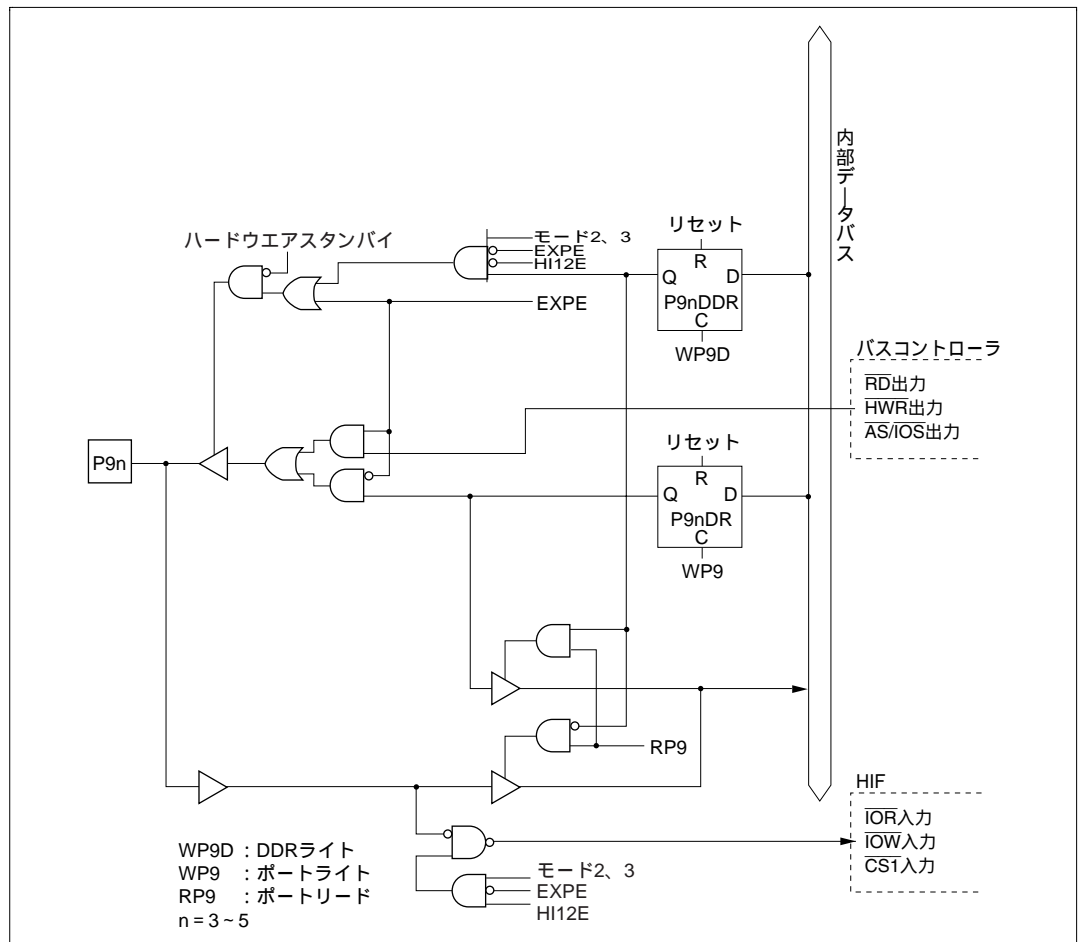 内部データバス
リセット
ハードウエアスタンバイ
モード2、3
EXPE
HI12E
R
Q
D
P9nDDR
C
EXPE
WP9D
バスコントローラ
RD出力
HWR出力
AS/IOS出力
リセット
P9n
R
Q
D
P9nDR
C
WP9
RP9
HIF
IOR入力
IOW入力
CS1入力
WP9D : DDRライト
WP9 : ポートライト
RP9 : ポートリード
n = 3 ~ 5
モード2、3
EXPE
HI12E